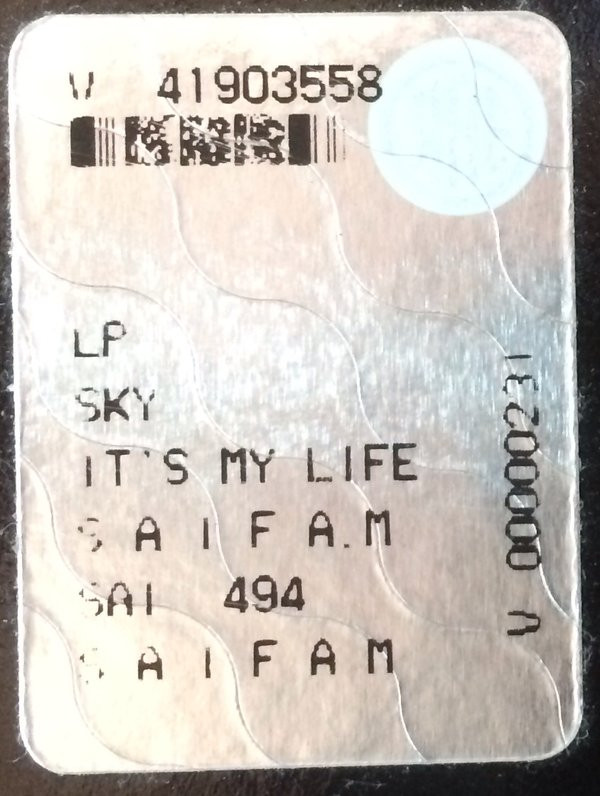 V 41903558
LP
SKY
IT'S MY LIFE
S A I F A.M
SAI 494
S A I F A M
V 00000231